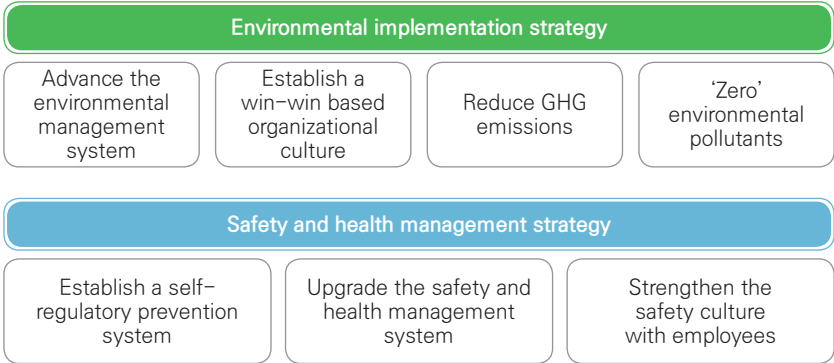 Environmental implementation strategy
Advance the
environmental
management
system
Establish a
win-win based
organizational
culture
Reduce GHG
emissions
‘Zero’
environmental
pollutants
Safety and health management strategy
Establish a self-
regulatory prevention
system
Upgrade the safety and
health management
system
Strengthen the
safety culture
with employees